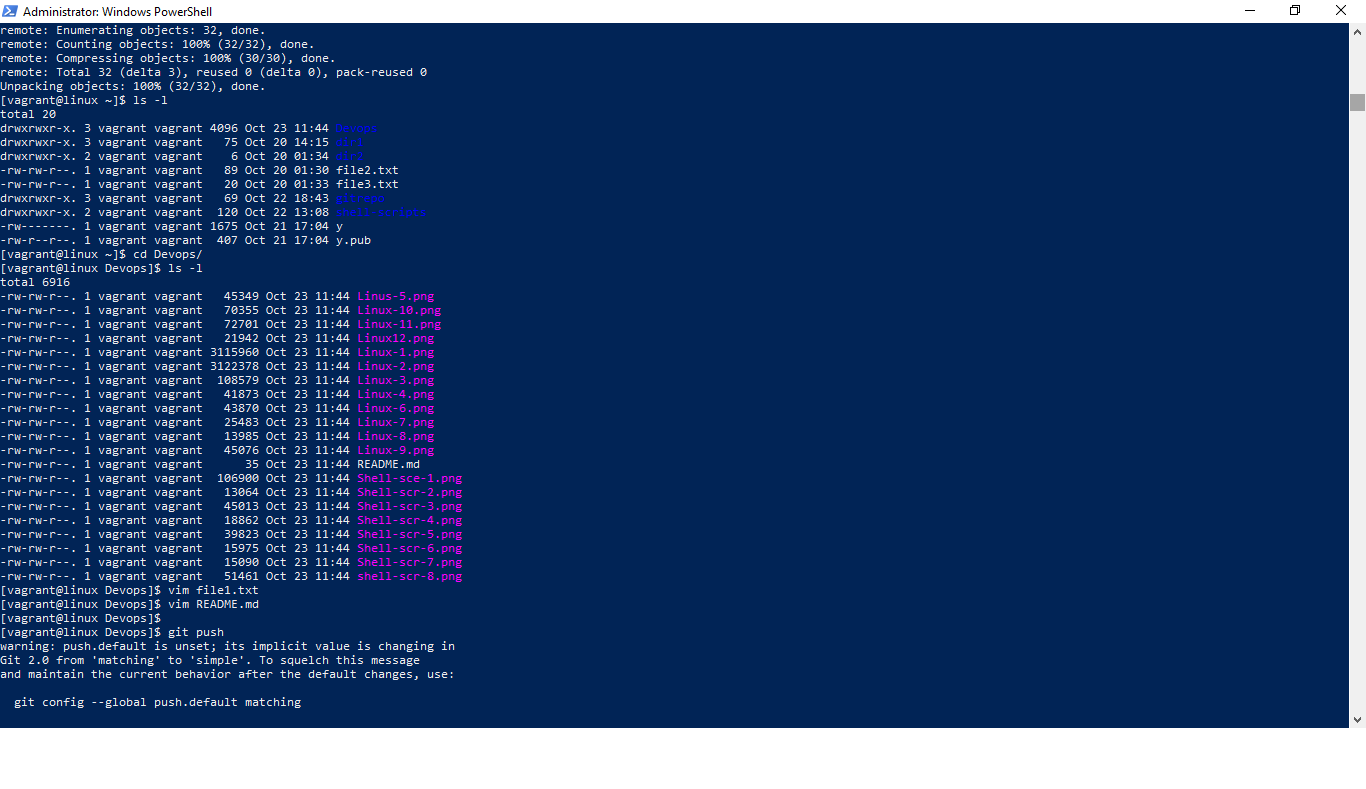 Administrator: Windows PowerShell
remote: Enumerating objects: 32, done.
remote: Counting objects: 100% (32/32), done.
remote: Compressing objects: 100% (30/30), done.
remote: Total 32 (delta 3), reused 0 (delta 0), pack-reused 0
Unpacking objects: 100% (32/32), done.
[vagrant@linux ~]$ ls -l
total 20
drwxrwxr-x. 3 vagrant vagrant 4096 Oct 23 11:44 Devops
drwxrwxr-x. 3 vagrant vagrant   75 Oct 20 14:15 dir1
drwxrwxr-x. 2 vagrant vagrant    6 Oct 20 01:34 dir2
-rw-rw-r--. 1 vagrant vagrant   89 Oct 20 01:30 file2.txt
-rw-rw-r--. 1 vagrant vagrant   20 Oct 20 01:33 file3.txt
drwxrwxr-x. 3 vagrant vagrant   69 Oct 22 18:43
drwxrwxr-x. 2 vagrant vagrant  120 Oct 22 13:08 shell-scripts
-rw-------. 1 vagrant vagrant 1675 Oct 21 17:04 y
-rw-r--r--. 1 vagrant vagrant  407 Oct 21 17:04 y.pub
[vagrant@linux ~]$ cd Devops/
[vagrant@linux Devops]$ ls -l
total 6916
-rw-rw-r--. 1 vagrant vagrant   45349 Oct 23 11:44 Linus-5.png
-rw-rw-r--. 1 vagrant vagrant   70355 Oct 23 11:44 Linux-10.png
-rw-rw-r--. 1 vagrant vagrant   72701 Oct 23 11:44 Linux-11.png
-rw-rw-r--. 1 vagrant vagrant   21942 Oct 23 11:44 Linux12.png
-rw-rw-r--. 1 vagrant vagrant 3115960 Oct 23 11:44 Linux-1.png
-rw-rw-r--. 1 vagrant vagrant 3122378 Oct 23 11:44 Linux-2.png
-rw-rw-r--. 1 vagrant vagrant  108579 Oct 23 11:44 Linux-3.png
-rw-rw-r--. 1 vagrant vagrant   41873 Oct 23 11:44 Linux-4.png
-rw-rw-r--. 1 vagrant vagrant   43870 Oct 23 11:44 Linux-6.png
-rw-rw-r--. 1 vagrant vagrant   25483 Oct 23 11:44 Linux-7.png
-rw-rw-r--. 1 vagrant vagrant   13985 Oct 23 11:44 Linux-8.png
-rw-rw-r--. 1 vagrant vagrant   45076 Oct 23 11:44 Linux-9.png
-rw-rw-r--. 1 vagrant vagrant      35 Oct 23 11:44 README.md
-rw-rw-r--. 1 vagrant vagrant  106900 Oct 23 11:44 Shell-sce-1.png
-rw-rw-r--. 1 vagrant vagrant   13064 Oct 23 11:44 Shell-scr-2.png
-rw-rw-r--. 1 vagrant vagrant   45013 Oct 23 11:44 Shell-scr-3.png
-rw-rw-r--. 1 vagrant vagrant   18862 Oct 23 11:44 Shell-scr-4.png
-rw-rw-r--. 1 vagrant vagrant   39823 Oct 23 11:44 Shell-scr-5.png
-rw-rw-r--. 1 vagrant vagrant   15975 Oct 23 11:44 Shell-scr-6.png
-rw-rw-r--. 1 vagrant vagrant   15090 Oct 23 11:44 Shell-scr-7.png
-rw-rw-r--. 1 vagrant vagrant   51461 Oct 23 11:44 shell-scr-8.png
[vagrant@linux Devops]$ vim file1.txt
[vagrant@linux Devops]$ vim README.md
[vagrant@linux Devops]$
[vagrant@linux Devops]$ git push
warning: push.default is unset; its implicit value is changing in
Git 2.0 from 'matching' to 'simple'. To squelch this message
and maintain the current behavior after the default changes, use:
  git config --global push.default matching